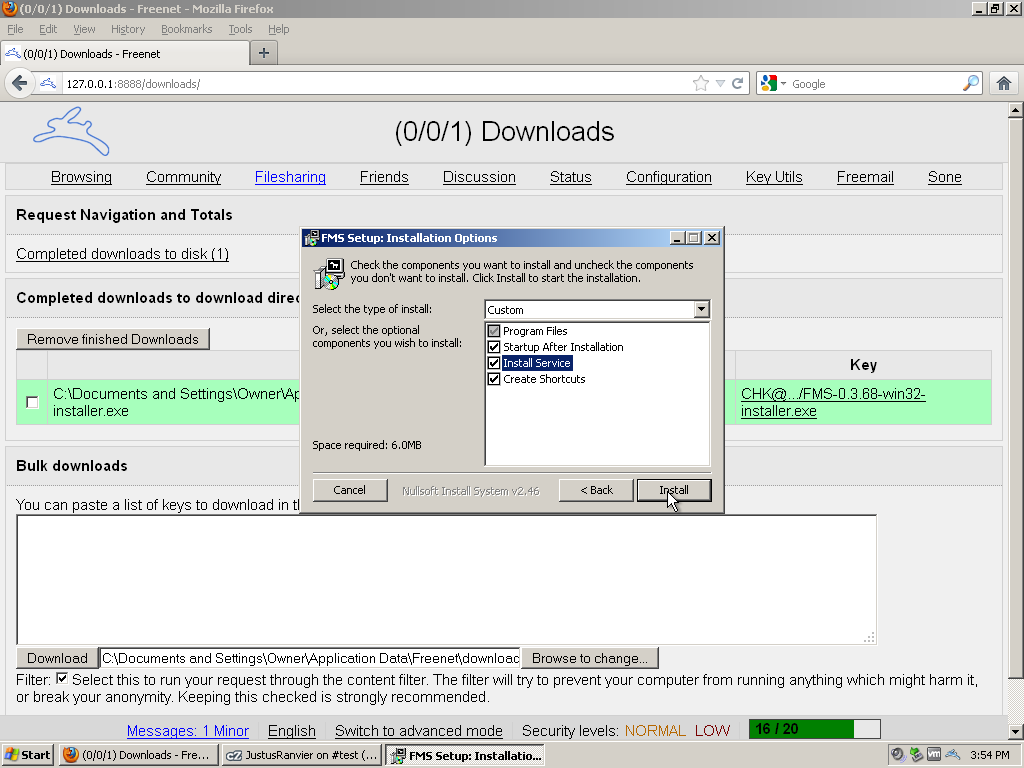 (0/0/1) Downloads - Freenet - Mozilla Firefox
File Edit View History Bookmarks Tools Help
(0/0/1) Downloads - Freenet
127.0.0.1:8888/downloads/
Google
(0/0/1) Downloads
Browsing Community Filesharing Friends Discussion Status Configuration Key Utils Freemail Sone
Request Navigation and Totals
Completed downloads to disk (1)
Completed downloads to download dire
Remove finished Downloads
Key
C:\Documents and Settings\Owner\Ap
installer.exe
CHK@.../FMS-0.3.68-win32-
installer.exe
FMS Setup: Installation Options
Check the components you want to install and uncheck the components
you don't want to install. Click Install to start the installation.
Select the type of install:
Custom
Or, select the optional
components you wish to install:
Program Files
Startup After Installation
Install Service
Create Shortcuts
Space required: 6.0MB
Cancel
Nullsoft Install System v2.46
< Back
Install
Bulk downloads
You can paste a list of keys to download in th
Download
C:\Documents and Settings\Owner\Application Data\Freenet\download
Browse to change...
Filter: Select this to run your request through the content filter. The filter will try to prevent your computer from running anything which might harm it,
or break your anonymity. Keeping this checked is strongly recommended.
Messages: 1 Minor English Switch to advanced mode Security levels: NORMAL LOW 16 / 20
Start
(0/0/1) Downloads - Fre...
JustusRanvier on #test (...
FMS Setup: Installatio...
3:54 PM